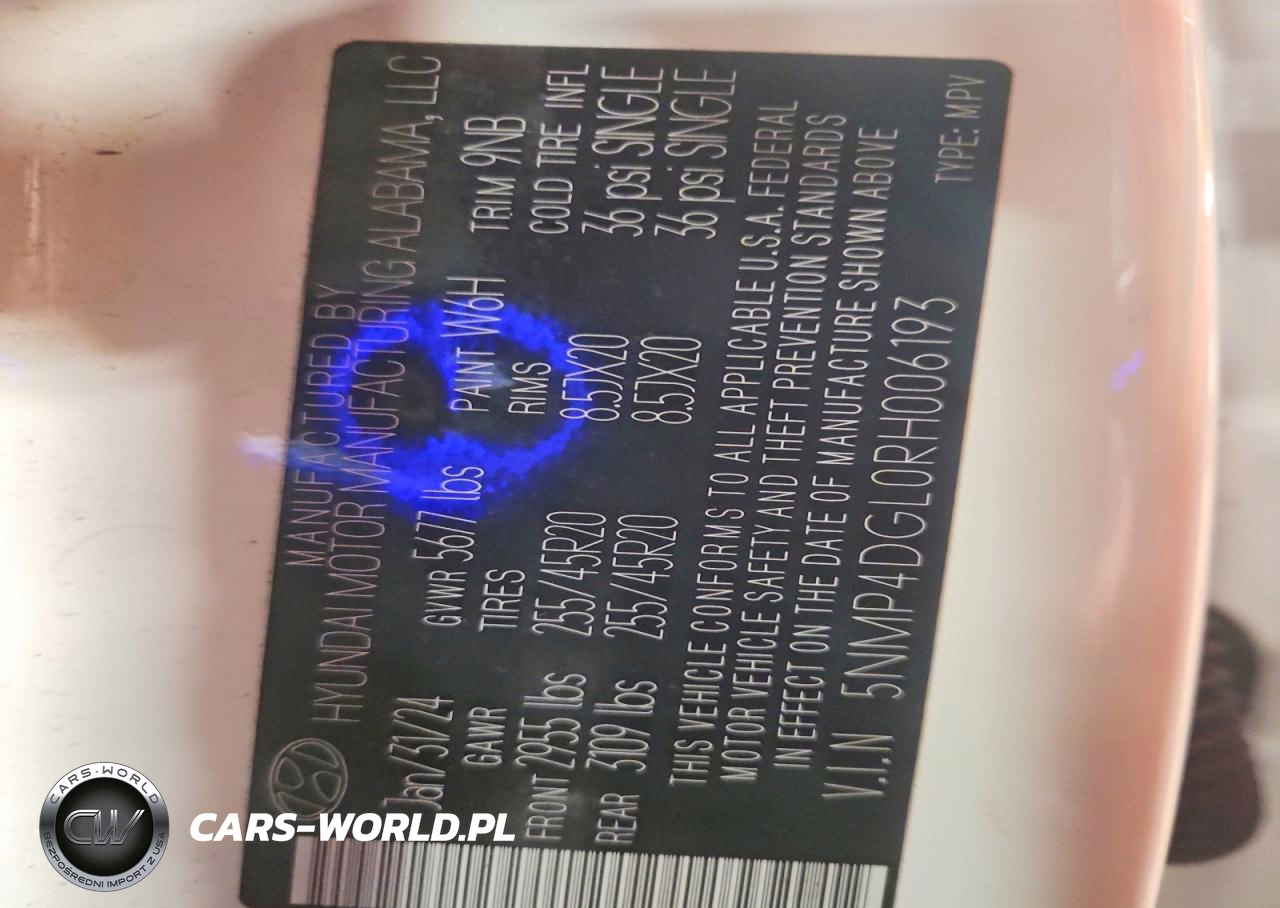 MANUFACTURED BY
HYUNDAI MOTOR MANUFACTURING ALABAMA, LLC
Jan/31/24 GVWR 5677 lbs PAINT W6H TRIM 9NB
GAWR TIRES RIMS COLD TIRE INFL
FRONT 2955 lbs 255/45R20 8.5JX20 36 psi SINGLE
REAR 3109 lbs 255/45R20 8.5JX20 36 psi SINGLE
THIS VEHICLE CONFORMS TO ALL APPLICABLE U.S.A. FEDERAL
MOTOR VEHICLE SAFETY AND THEFT PREVENTION STANDARDS
IN EFFECT ON THE DATE OF MANUFACTURE SHOWN ABOVE
V.I.N 5NMP4DGL0RH006193
TYPE: MPV
CARS-WORLD
CW
BEZPOŚREDNI IMPORT Z USA
CARS-WORLD.PL